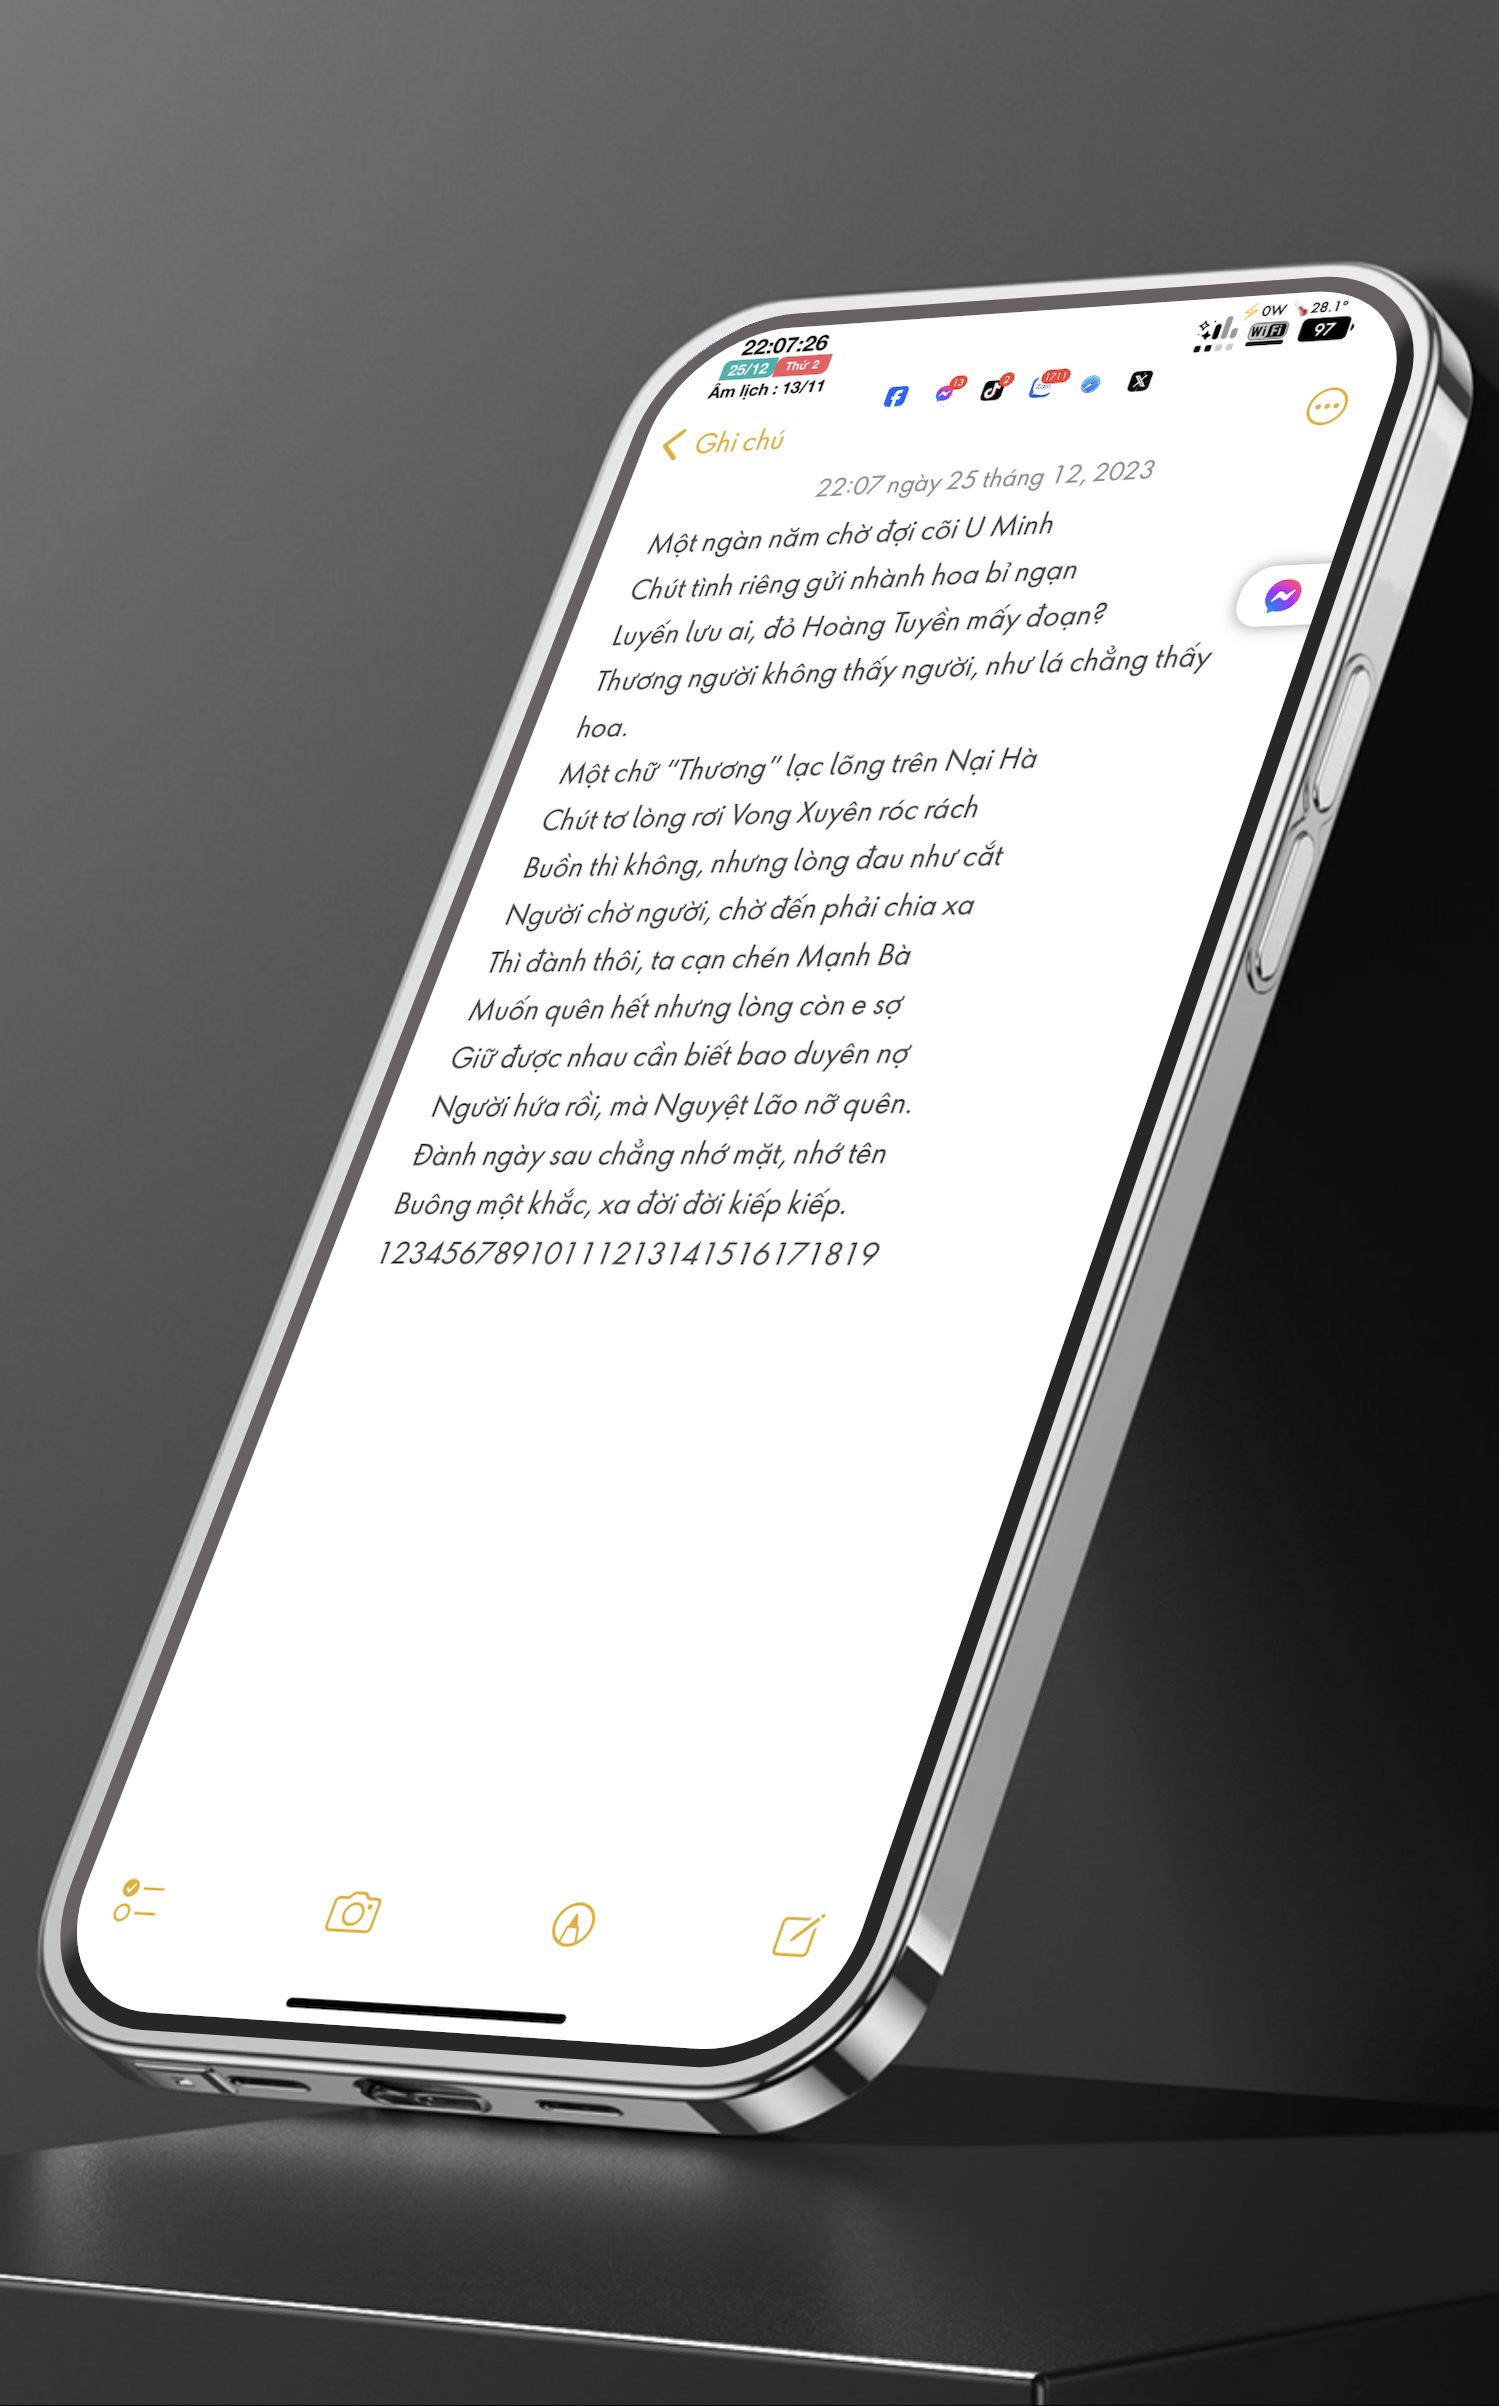 22:07:26
25/12 Thứ 2
Âm lịch : 13/11
13
2
1711
Zalo
0W 28.1°
WiFi 97
Ghi chú
22:07 ngày 25 tháng 12, 2023
Một ngàn năm chờ đợi cõi U Minh
Chút tình riêng gửi nhành hoa bỉ ngạn
Luyến lưu ai, đỏ Hoàng Tuyền mấy đoạn?
Thương người không thấy người, như lá chẳng thấy
hoa.
Một chữ “Thương” lạc lõng trên Nại Hà
Chút tơ lòng rơi Vong Xuyên róc rách
Buồn thì không, nhưng lòng đau như cắt
Người chờ người, chờ đến phải chia xa
Thì đành thôi, ta cạn chén Mạnh Bà
Muốn quên hết nhưng lòng còn e sợ
Giữ được nhau cần biết bao duyên nợ
Người hứa rồi, mà Nguyệt Lão nỡ quên.
Đành ngày sau chẳng nhớ mặt, nhớ tên
Buông một khắc, xa đời đời kiếp kiếp.
12345678910111213141516171819